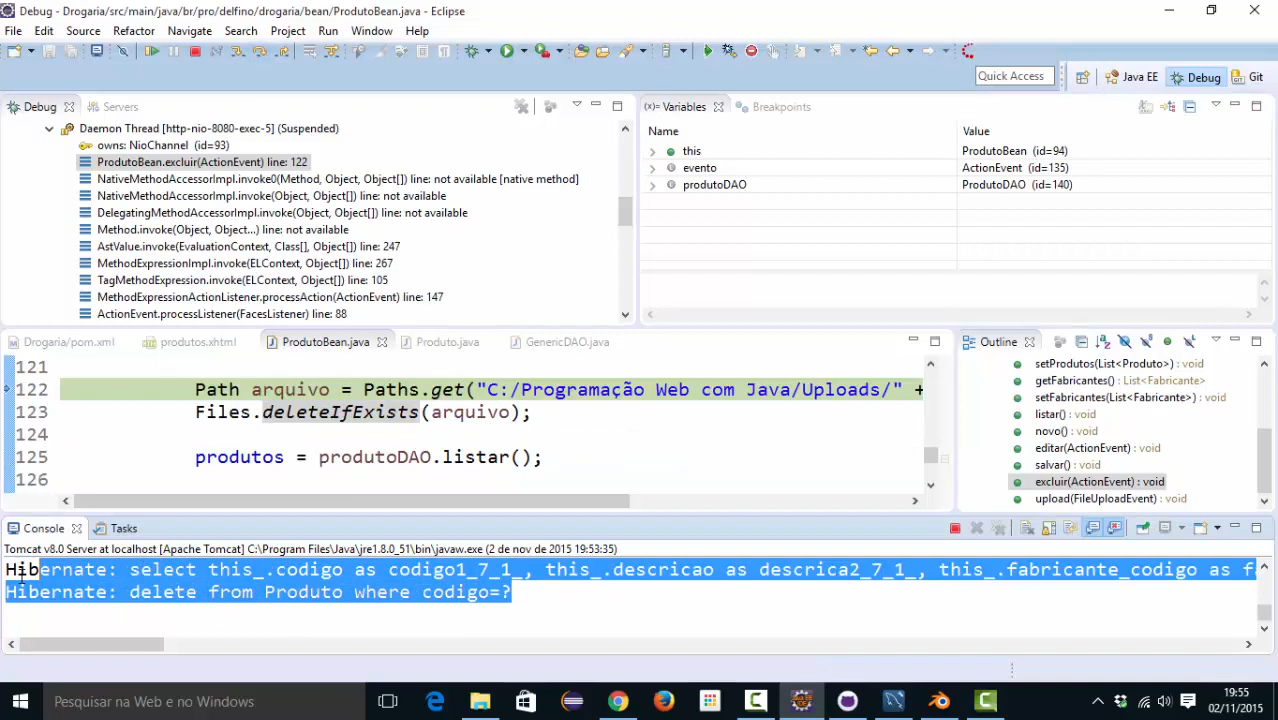 Debug - Drogaria/src/main/java/br/pro/delfino/drogaria/bean/ProdutoBean.java - Eclipse
File Edit Source Refactor Navigate Search Project Run Window Help
Quick Access
Java EE
Debug
Git
Debug
Servers
Daemon Thread [http-nio-8080-exec-5] (Suspended)
owns: NioChannel (id=93)
ProdutoBean.excluir(ActionEvent) line: 122
NativeMethodAccessorImpl.invoke0(Method, Object, Object[]) line: not available [native method]
NativeMethodAccessorImpl.invoke(Object, Object[]) line: not available
DelegatingMethodAccessorImpl.invoke(Object, Object[]) line: not available
Method.invoke(Object, Object...) line: not available
AstValue.invoke(EvaluationContext, Class[], Object[]) line: 247
MethodExpressionImpl.invoke(ELContext, Object[]) line: 267
TagMethodExpression.invoke(ELContext, Object[]) line: 105
MethodExpressionActionListener.processAction(ActionEvent) line: 147
ActionEvent.processListener(FacesListener) line: 88
(x)= Variables
Breakpoints
Name Value
this ProdutoBean (id=94)
evento ActionEvent (id=135)
produtoDAO ProdutoDAO (id=140)
Drogaria/pom.xml
produtos.xhtml
ProdutoBean.java
Produto.java
GenericDAO.java
121
122 Path arquivo = Paths.get("C:/Programação Web com Java/Uploads/" +
123 Files.deleteIfExists(arquivo);
124
125 produtos = produtoDAO.listar();
126
Outline
setProdutos(List<Produto>) : void
getFabricantes() : List<Fabricante>
setFabricantes(List<Fabricante>) : void
listar() : void
novo() : void
editar(ActionEvent) : void
salvar() : void
excluir(ActionEvent) : void
upload(FileUploadEvent) : void
Console
Tasks
Tomcat v8.0 Server at localhost [Apache Tomcat] C:\Program Files\Java\jre1.8.0_51\bin\javaw.exe (2 de nov de 2015 19:53:35)
Hibernate: select this_.codigo as codigo1_7_1_, this_.descricao as descrica2_7_1_, this_.fabricante_codigo as
Hibernate: delete from Produto where codigo=?
Pesquisar na Web e no Windows
19:55
02/11/2015